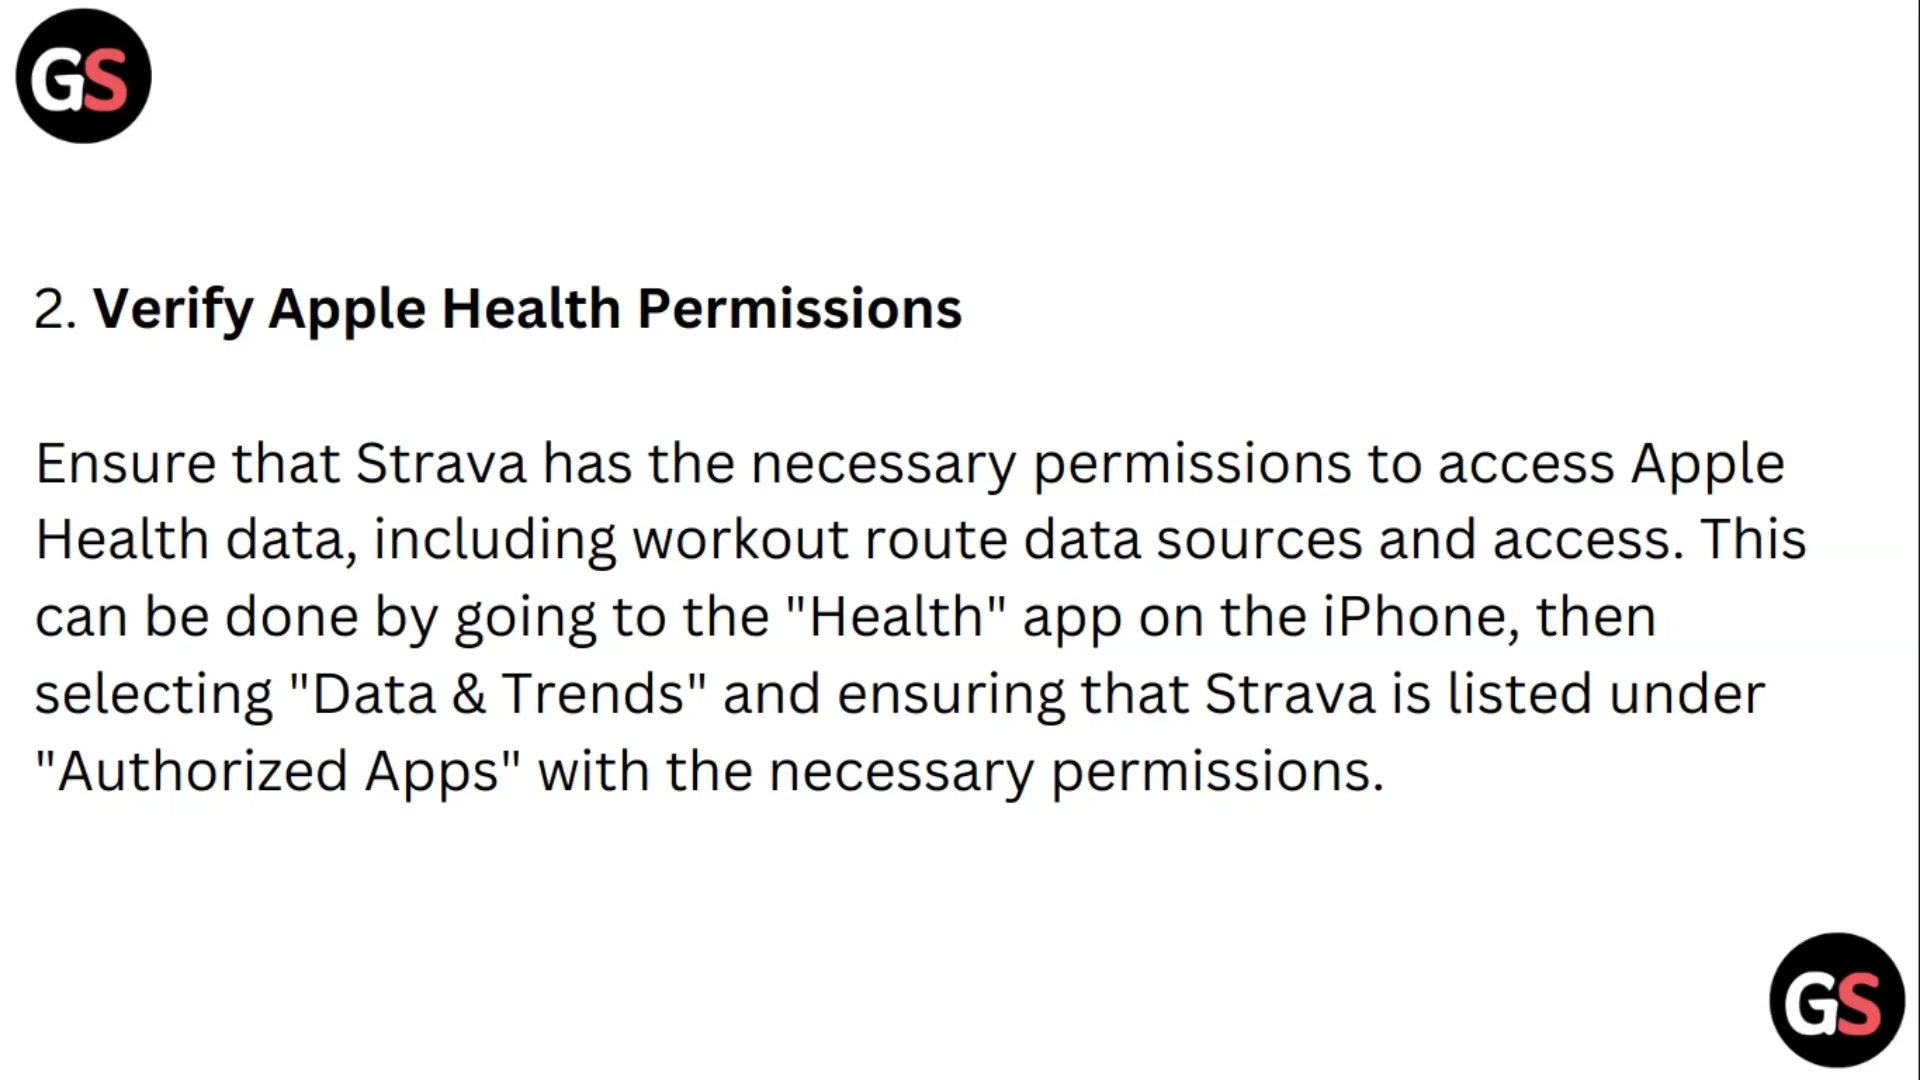 GS
2. Verify Apple Health Permissions
Ensure that Strava has the necessary permissions to access Apple
Health data, including workout route data sources and access. This
can be done by going to the "Health" app on the iPhone, then
selecting "Data & Trends" and ensuring that Strava is listed under
"Authorized Apps" with the necessary permissions.
GS